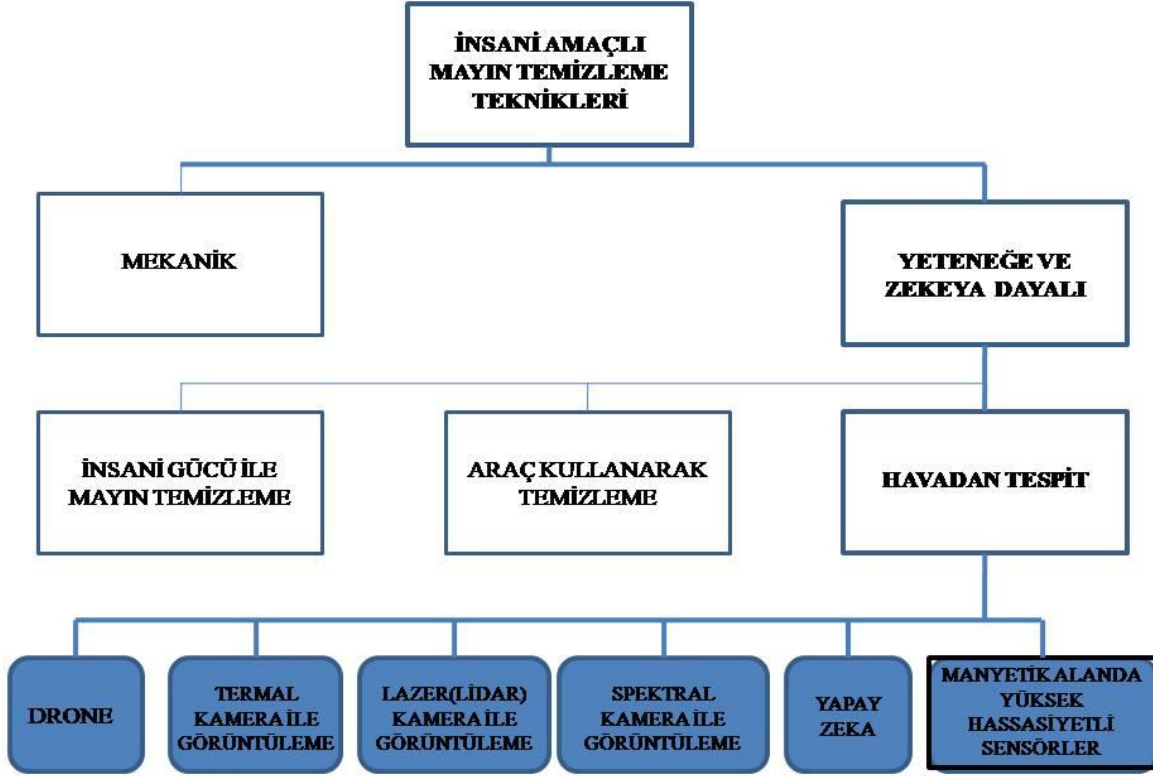 İNSANİ AMAÇLI
MAYIN TEMİZLEME
TEKNİKLERİ
MEKANİK
YETENEĞE VE
ZEKEYA DAYALI
İNSANİ GÜCÜ İLE
MAYIN TEMİZLEME
ARAÇ KULLANARAK
TEMİZLEME
HAVADAN TESPİT
DRONE
TERMAL
KAMERA İLE
GÖRÜNTÜLEME
LAZER(LİDAR)
KAMERA İLE
GÖRÜNTÜLEME
SPEKTRAL
KAMERA İLE
GÖRÜNTÜLEME
YAPAY
ZEKA
MANYETİK ALANDA
YÜKSEK
HASSASİYETLİ
SENSÖRLER